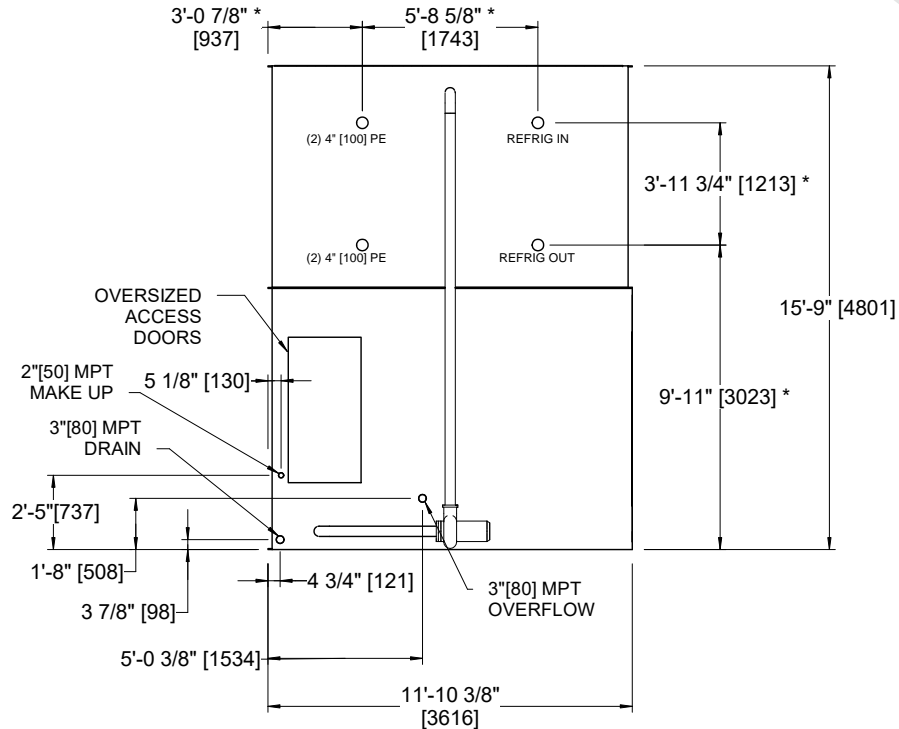 3'-0 7/8" *
[937]
5'-8 5/8" *
[1743]
(2) 4" [100] PE
REFRIG IN
3'-11 3/4" [1213] *
(2) 4" [100] PE
REFRIG OUT
OVERSIZED
ACCESS
DOORS
15'-9" [4801]
2"[50] MPT
MAKE UP
5 1/8" [130]
9'-11" [3023] *
3"[80] MPT
DRAIN
2'-5"[737]
1'-8" [508]
4 3/4" [121]
3"[80] MPT
OVERFLOW
3 7/8" [98]
5'-0 3/8" [1534]
11'-10 3/8"
[3616]